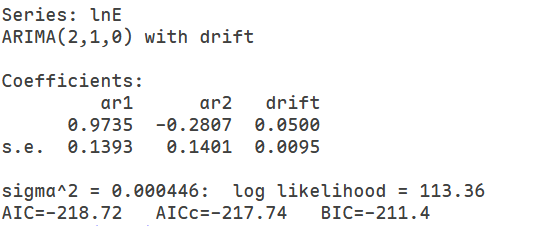 Series: lnE
ARIMA(2,1,0) with drift
Coefficients:
ar1 ar2 drift
0.9735 -0.2807 0.0500
s.e. 0.1393 0.1401 0.0095
sigma^2 = 0.000446: log likelihood = 113.36
AIC=-218.72 AICc=-217.74 BIC=-211.4